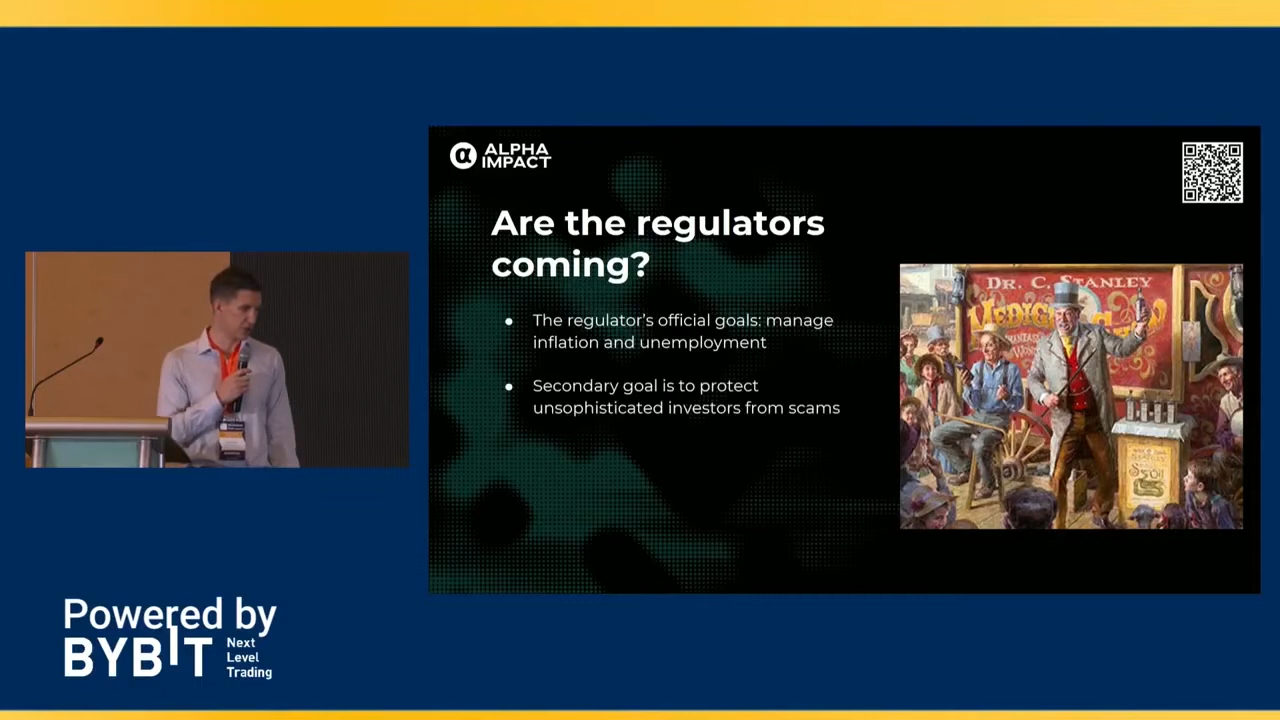 ALPHA
IMPACT
Are the regulators
coming?
● The regulator’s official goals: manage
inflation and unemployment
● Secondary goal is to protect
unsophisticated investors from scams
DR. C. STANLEY
Powered by
BYBIT
Next
Level
Trading